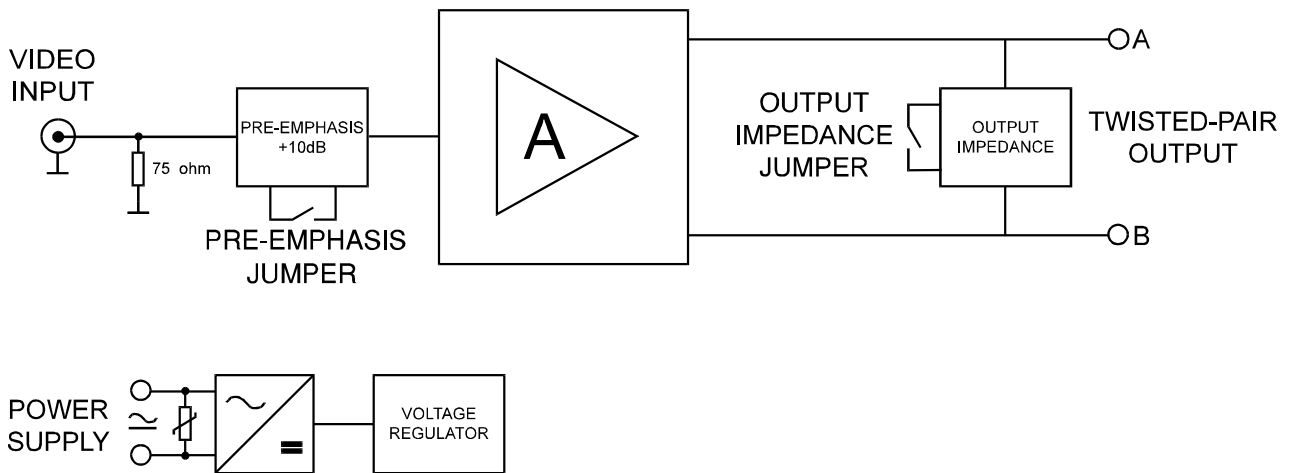 VIDEO
INPUT
75 ohm
PRE-EMPHASIS
+10dB
PRE-EMPHASIS
JUMPER
A
OUTPUT
IMPEDANCE
JUMPER
OUTPUT
IMPEDANCE
A
TWISTED-PAIR
OUTPUT
B
POWER
SUPPLY
VOLTAGE
REGULATOR